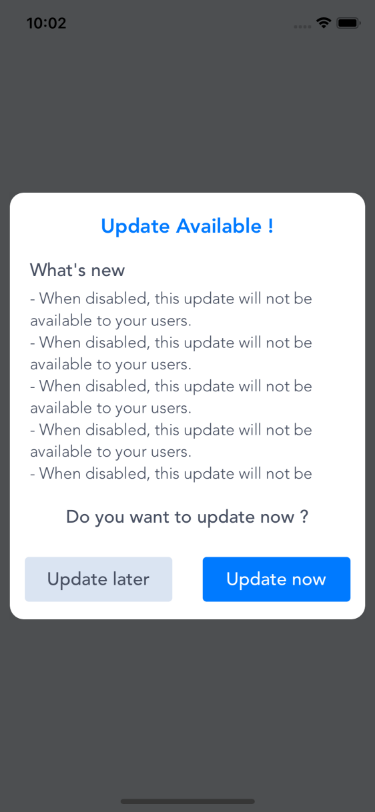 10:02
Update Available !
What's new
- When disabled, this update will not be
available to your users.
- When disabled, this update will not be
available to your users.
- When disabled, this update will not be
available to your users.
- When disabled, this update will not be
available to your users.
- When disabled, this update will not be
Do you want to update now ?
Update later
Update now